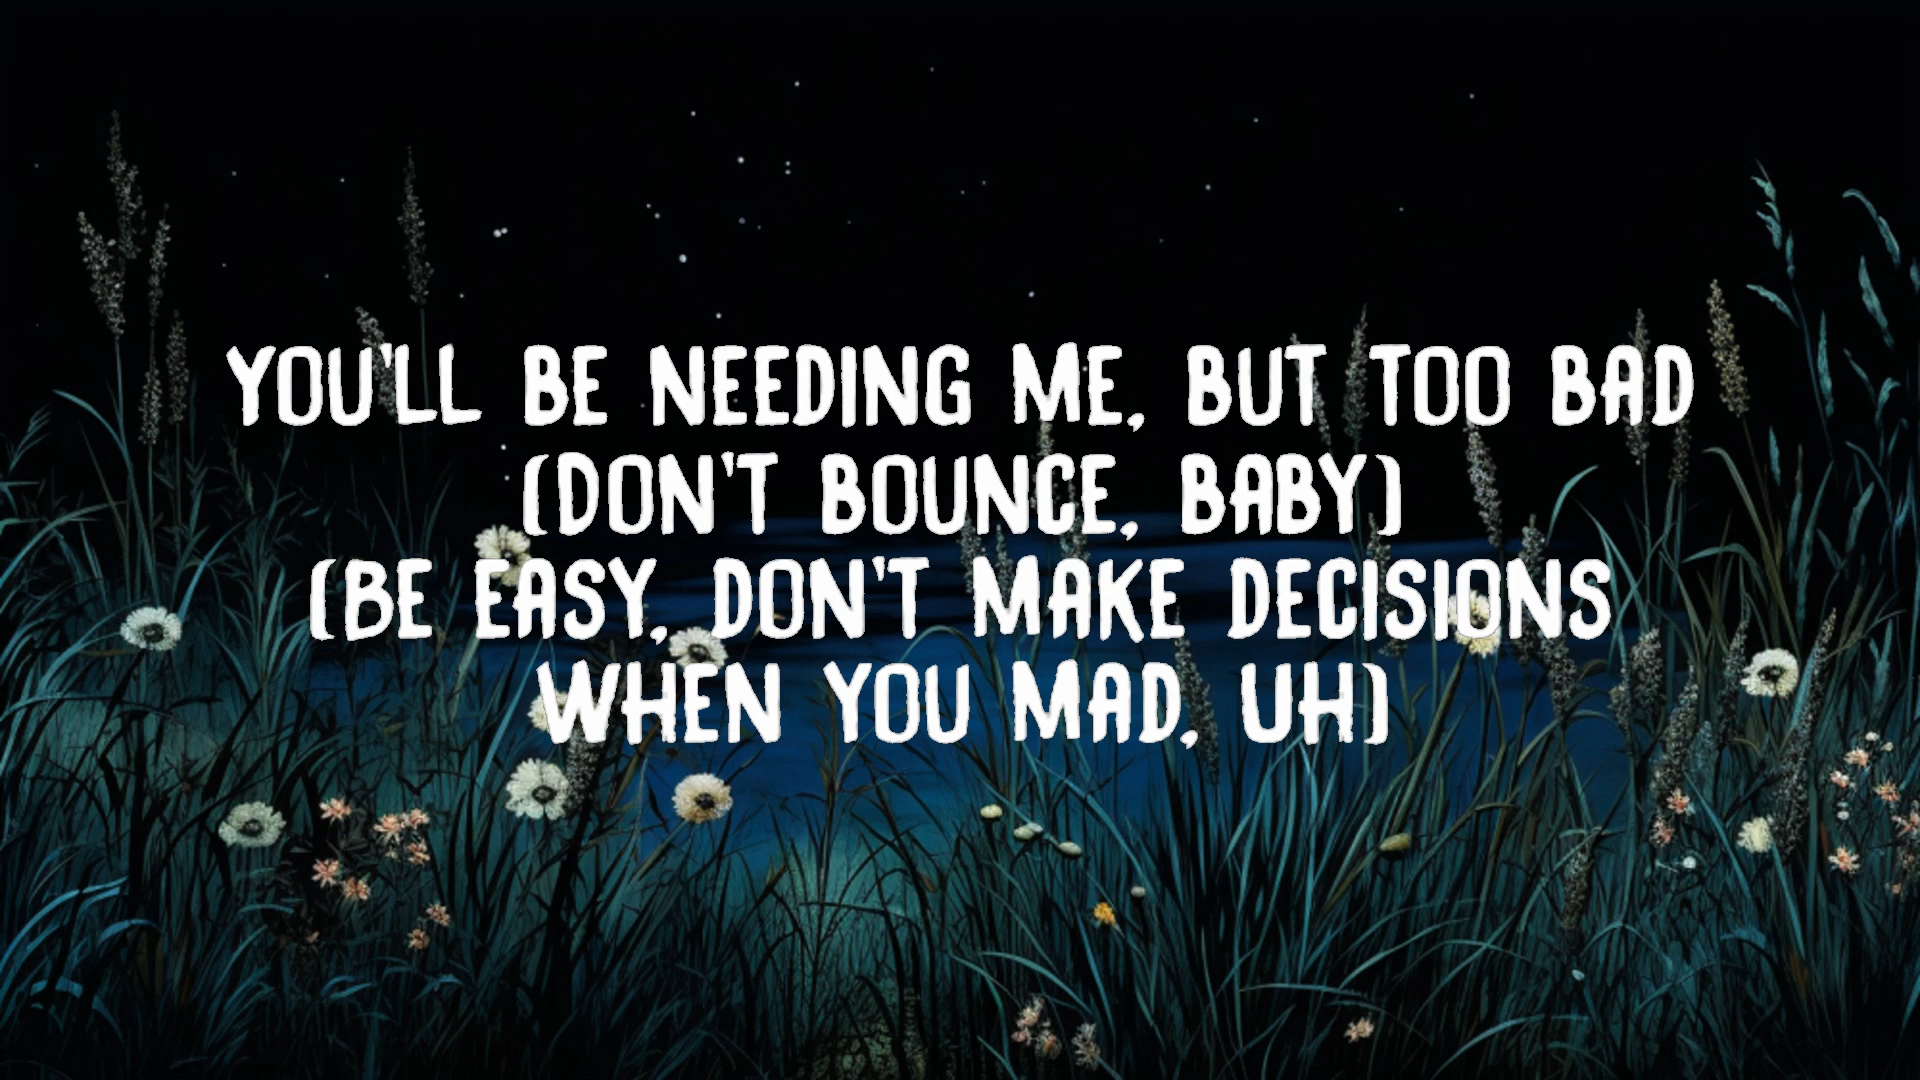 YOU'LL BE NEEDING ME, BUT TOO BAD
(DON'T BOUNCE, BABY)
(BE EASY, DON'T MAKE DECISIONS
WHEN YOU MAD, UH)